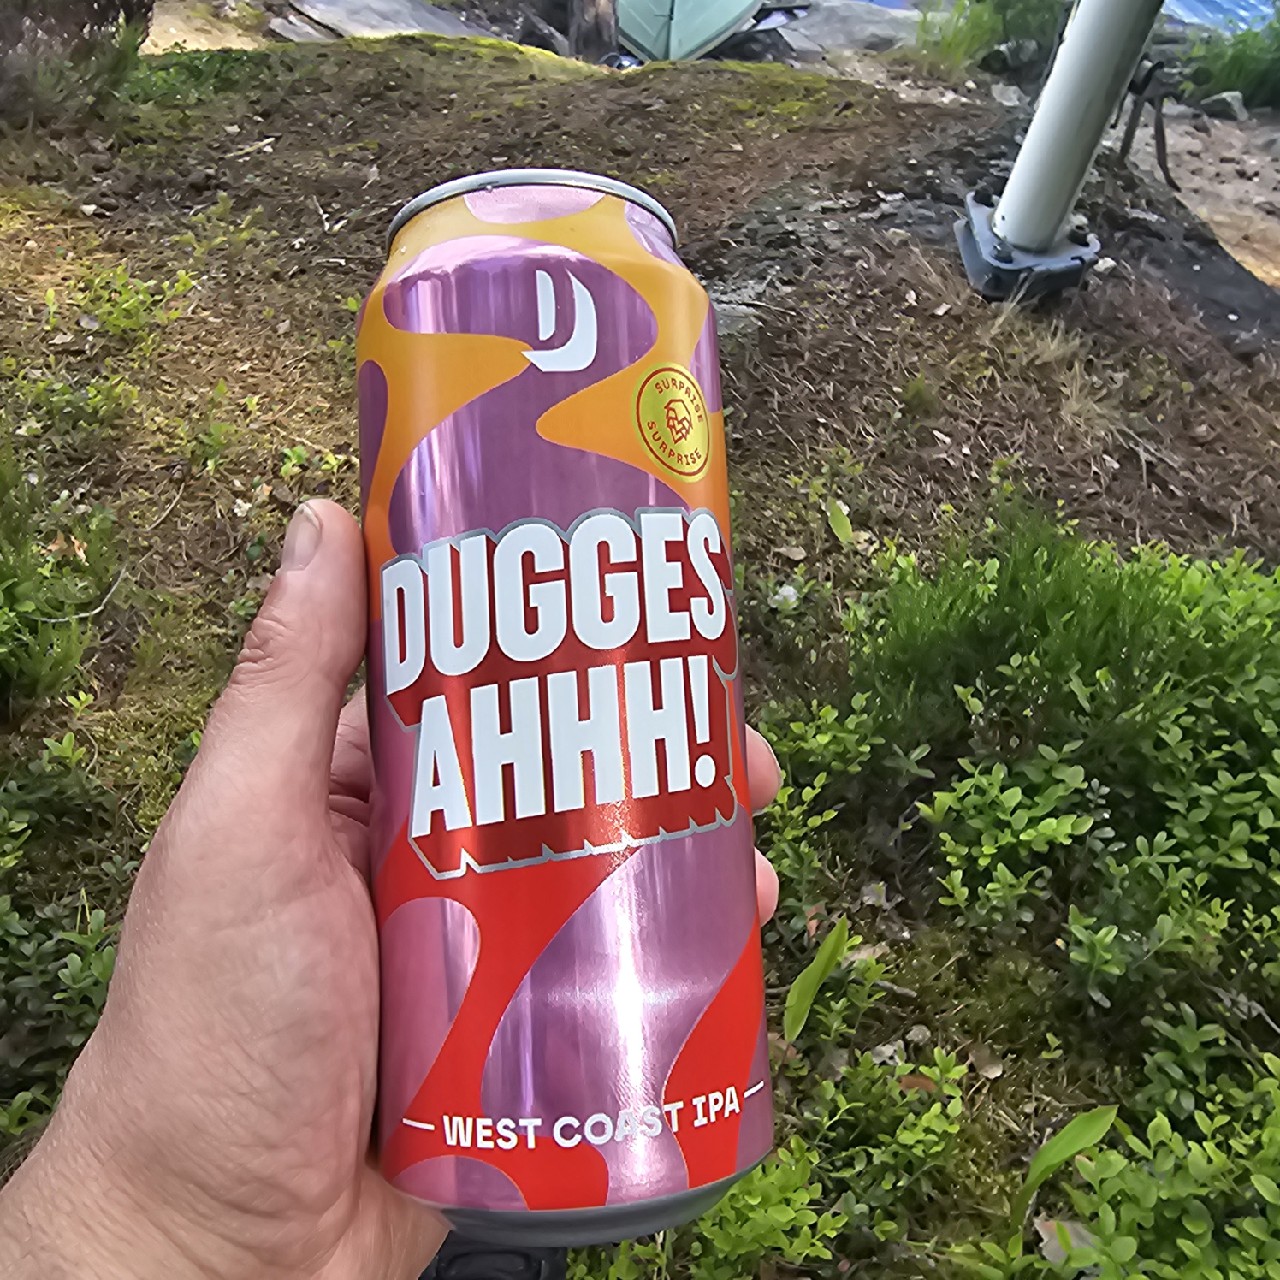 D
SURPRISE
SURPRISE
DUGGES
AHHH!
WEST COAST IPA